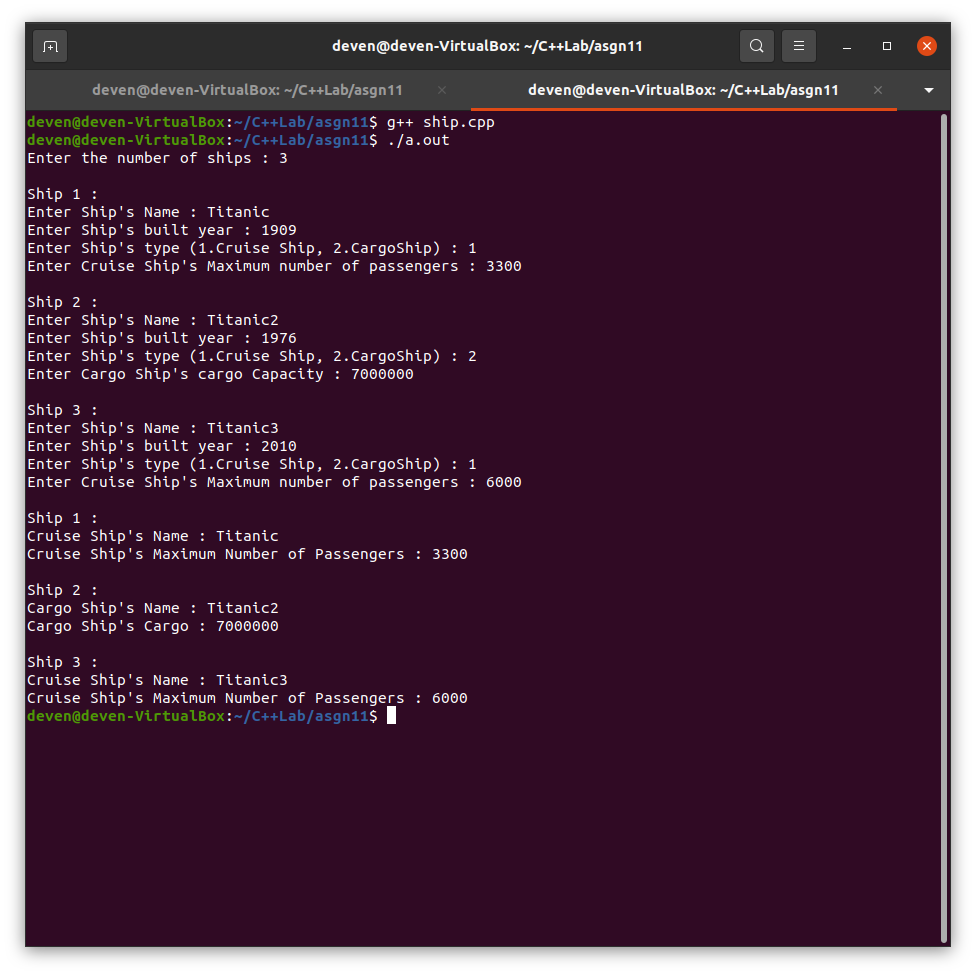 deven@deven-VirtualBox: ~/C++Lab/asgn11
deven@deven-VirtualBox: ~/C++Lab/asgn11
deven@deven-VirtualBox: ~/C++Lab/asgn11
deven@deven-VirtualBox:~/C++Lab/asgn11$ g++ ship.cpp
deven@deven-VirtualBox:~/C++Lab/asgn11$ ./a.out
Enter the number of ships : 3
Ship 1 :
Enter Ship's Name : Titanic
Enter Ship's built year : 1909
Enter Ship's type (1.Cruise Ship, 2.CargoShip) : 1
Enter Cruise Ship's Maximum number of passengers : 3300
Ship 2 :
Enter Ship's Name : Titanic2
Enter Ship's built year : 1976
Enter Ship's type (1.Cruise Ship, 2.CargoShip) : 2
Enter Cargo Ship's cargo Capacity : 7000000
Ship 3 :
Enter Ship's Name : Titanic3
Enter Ship's built year : 2010
Enter Ship's type (1.Cruise Ship, 2.CargoShip) : 1
Enter Cruise Ship's Maximum number of passengers : 6000
Ship 1 :
Cruise Ship's Name : Titanic
Cruise Ship's Maximum Number of Passengers : 3300
Ship 2 :
Cargo Ship's Name : Titanic2
Cargo Ship's Cargo : 7000000
Ship 3 :
Cruise Ship's Name : Titanic3
Cruise Ship's Maximum Number of Passengers : 6000
deven@deven-VirtualBox:~/C++Lab/asgn11$